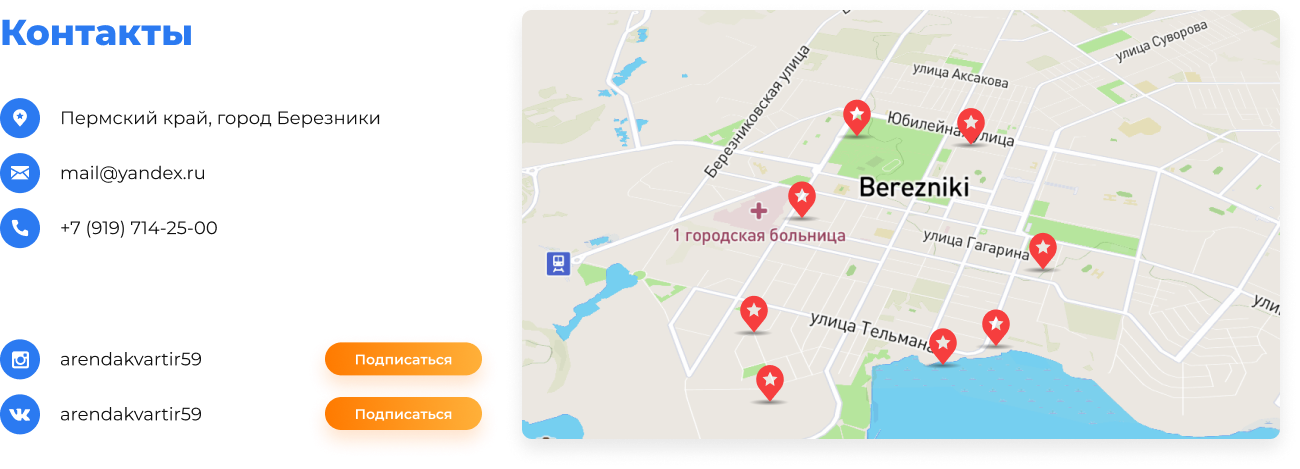 Контакты
Пермский край, город Березники
mail@yandex.ru
+7 (919) 714-25-00
arendakvartir59
Подписаться
arendakvartir59
Подписаться
улица Суворова
улица Аксакова
Березниковская улица
Юбилейная улица
Berezniki
1 городская больница
улица Гагарина
улица Тельмана